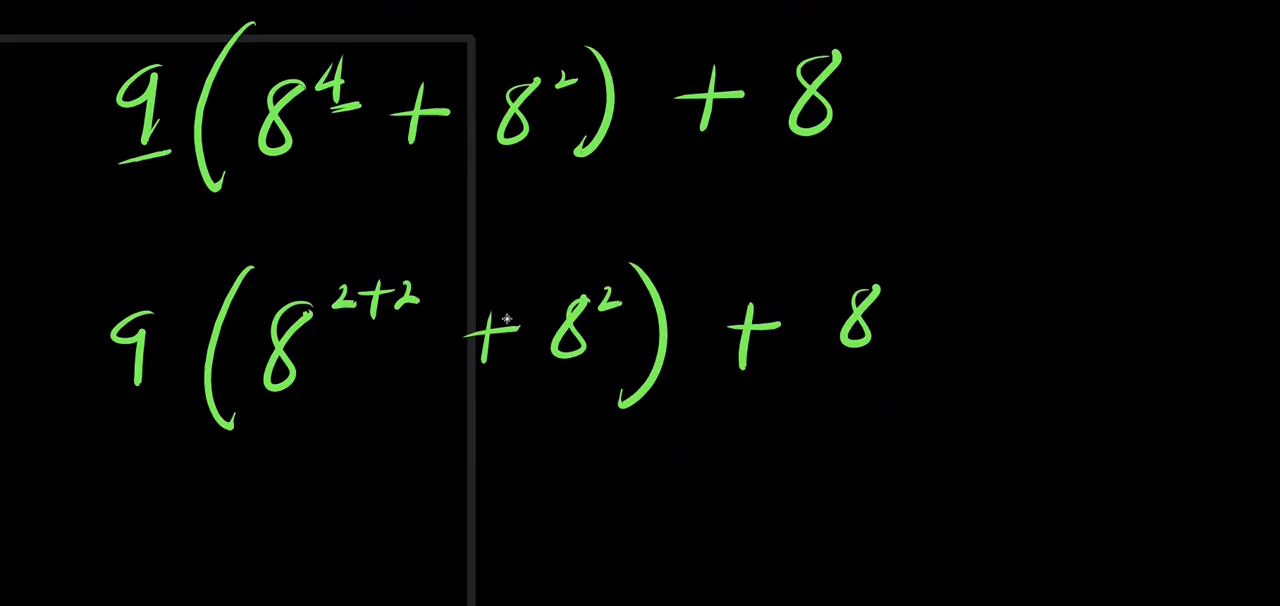 9(8⁴ + 8²) + 8
9(8²⁺² + 8²) + 8